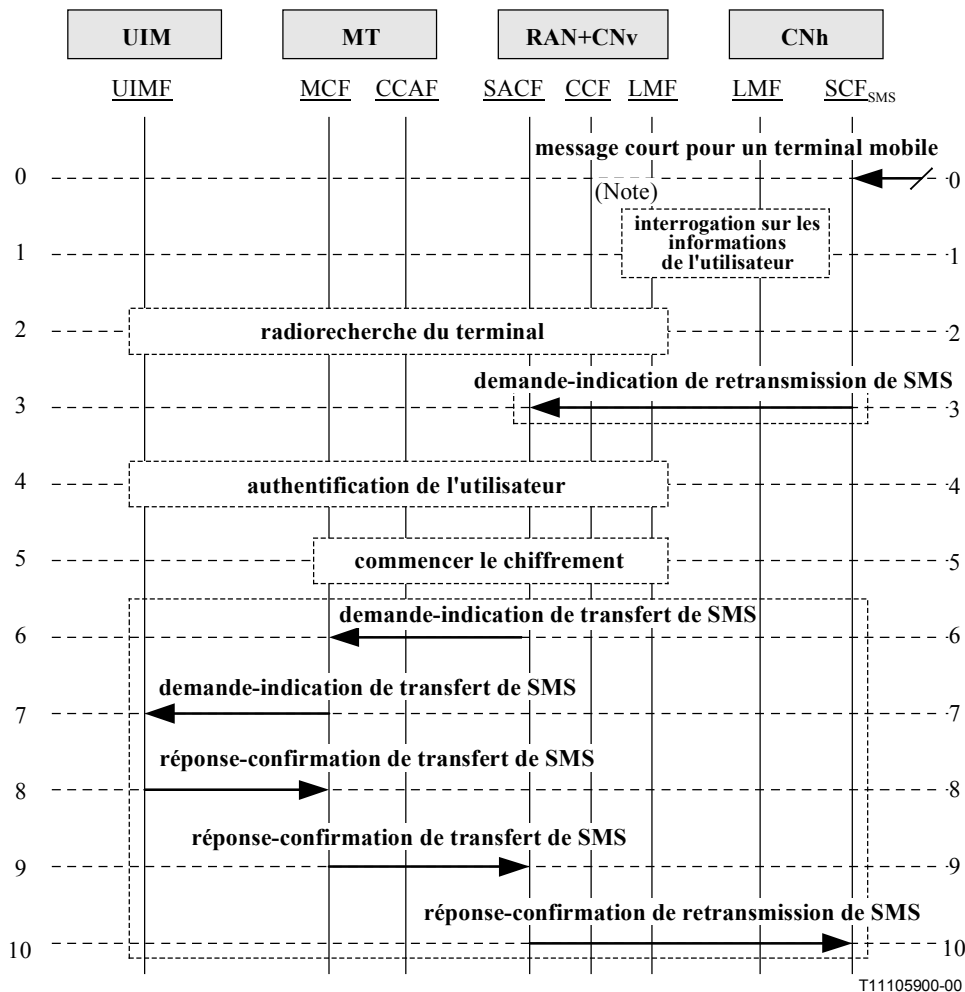 UIM MT RAN+CNv CNh
UIMF MCF CCAF SACF CCF LMF LMF SCFSMS
message court pour un terminal mobile
0 0
(Note)
interrogation sur les
informations
de l'utilisateur
1 1
2 radiorecherche du terminal 2
demande-indication de retransmission de SMS
3 3
4 authentification de l'utilisateur 4
5 commencer le chiffrement 5
demande-indication de transfert de SMS
6 6
demande-indication de transfert de SMS
7 7
réponse-confirmation de transfert de SMS
8 8
réponse-confirmation de transfert de SMS
9 9
réponse-confirmation de retransmission de SMS
10 10
T11105900-00